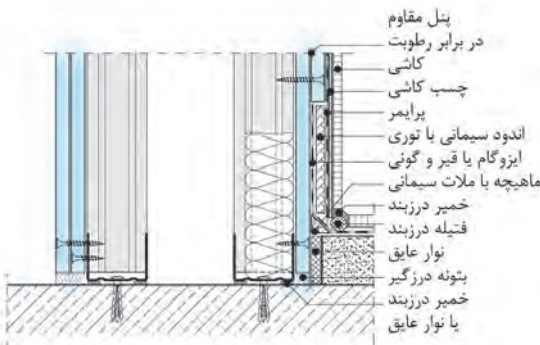 پنل مقاوم
در برابر رطوبت
کاشی
چسب کاشی
پرایمر
اندود سیمانی با توری
ایزوگام یا قیر و گونی
ماهیچه با ملات سیمانی
خمیر درزبند
فتیله درزبند
نوار عایق
بتونه درزگیر
خمیر درزبند
یا نوار عایق